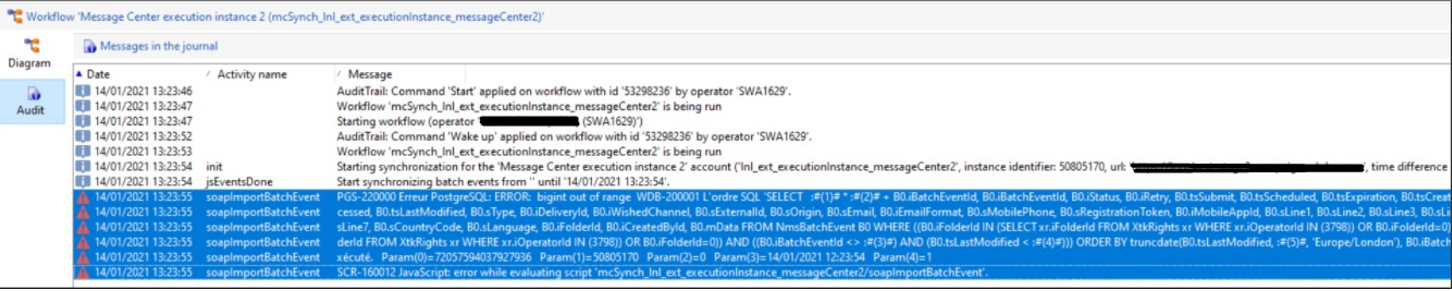 Workflow 'Message Center execution instance 2 (mcSynch_lnl_ext_executionInstance_messageCenter2)'
Diagram
Audit
Messages in the journal
Date / Activity name / Message
14/01/2021 13:23:46 AuditTrail: Command 'Start' applied on workflow with id '53298236' by operator 'SWA1629'.
14/01/2021 13:23:47 Workflow 'mcSynch_lnl_ext_executionInstance_messageCenter2' is being run
14/01/2021 13:23:47 Starting workflow (operator (SWA1629)')
14/01/2021 13:23:52 AuditTrail: Command 'Wake up' applied on workflow with id '53298236' by operator 'SWA1629'.
14/01/2021 13:23:53 Workflow 'mcSynch_lnl_ext_executionInstance_messageCenter2' is being run
14/01/2021 13:23:54 init Starting synchronization for the 'Message Center execution instance 2' account ('lnl_ext_executionInstance_messageCenter2', instance identifier: 50805170, url: , time difference
14/01/2021 13:23:54 jsEventsDone Start synchronizing batch events from '' until '14/01/2021 13:23:54'.
14/01/2021 13:23:55 soapImportBatchEvent PGS-220000 Erreur PostgreSQL: ERROR: bigint out of range WDB-200001 L'ordre SQL 'SELECT :#(1)# * :#(2)# + B0.iBatchEventId, B0.iBatchEventId, B0.iStatus, B0.iRetry, B0.tsSubmit, B0.tsScheduled, B0.tsExpiration, B0.tsCreat
14/01/2021 13:23:55 soapImportBatchEvent cessed, B0.tsLastModified, B0.sType, B0.iDeliveryId, B0.iWishedChannel, B0.sExternalId, B0.sOrigin, B0.sEmail, B0.iEmailFormat, B0.sMobilePhone, B0.sRegistrationToken, B0.iMobileAppId, B0.sLine1, B0.sLine2, B0.sLine3, B0.sLi
14/01/2021 13:23:55 soapImportBatchEvent sLine7, B0.sCountryCode, B0.sLanguage, B0.iFolderId, B0.iCreatedById, B0.mData FROM NmsBatchEvent B0 WHERE ((B0.iFolderId IN (SELECT xr.iFolderId FROM XtkRights xr WHERE xr.iOperatorId IN (3798)) OR B0.iFolderId=0)
14/01/2021 13:23:55 soapImportBatchEvent derId FROM XtkRights xr WHERE xr.iOperatorId IN (3798)) OR B0.iFolderId=0)) AND ((B0.iBatchEventId <> :#(3)#) AND (B0.tsLastModified < :#(4)#))) ORDER BY truncdate(B0.tsLastModified, :#(5)#, 'Europe/London'), B0.iBatc
14/01/2021 13:23:55 soapImportBatchEvent xécuté. Param(0)=72057594037927936 Param(1)=50805170 Param(2)=0 Param(3)=14/01/2021 12:23:54 Param(4)=1
14/01/2021 13:23:55 soapImportBatchEvent SCR-160012 JavaScript: error while evaluating script 'mcSynch_lnl_ext_executionInstance_messageCenter2/soapImportBatchEvent'.